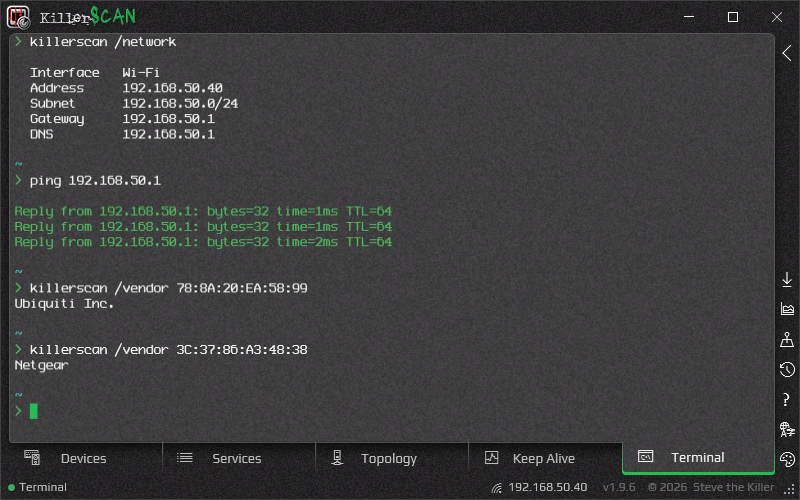 KillerSCAN
> killerscan /network
Interface Wi-Fi
Address 192.168.50.40
Subnet 192.168.50.0/24
Gateway 192.168.50.1
DNS 192.168.50.1
~
> ping 192.168.50.1
Reply from 192.168.50.1: bytes=32 time=1ms TTL=64
Reply from 192.168.50.1: bytes=32 time=1ms TTL=64
Reply from 192.168.50.1: bytes=32 time=2ms TTL=64
~
> killerscan /vendor 78:8A:20:EA:58:99
Ubiquiti Inc.
~
> killerscan /vendor 3C:37:86:A3:48:38
Netgear
~
>
Devices Services Topology Keep Alive Terminal
Terminal 192.168.50.40 v1.9.6 © 2026 Steve the Killer